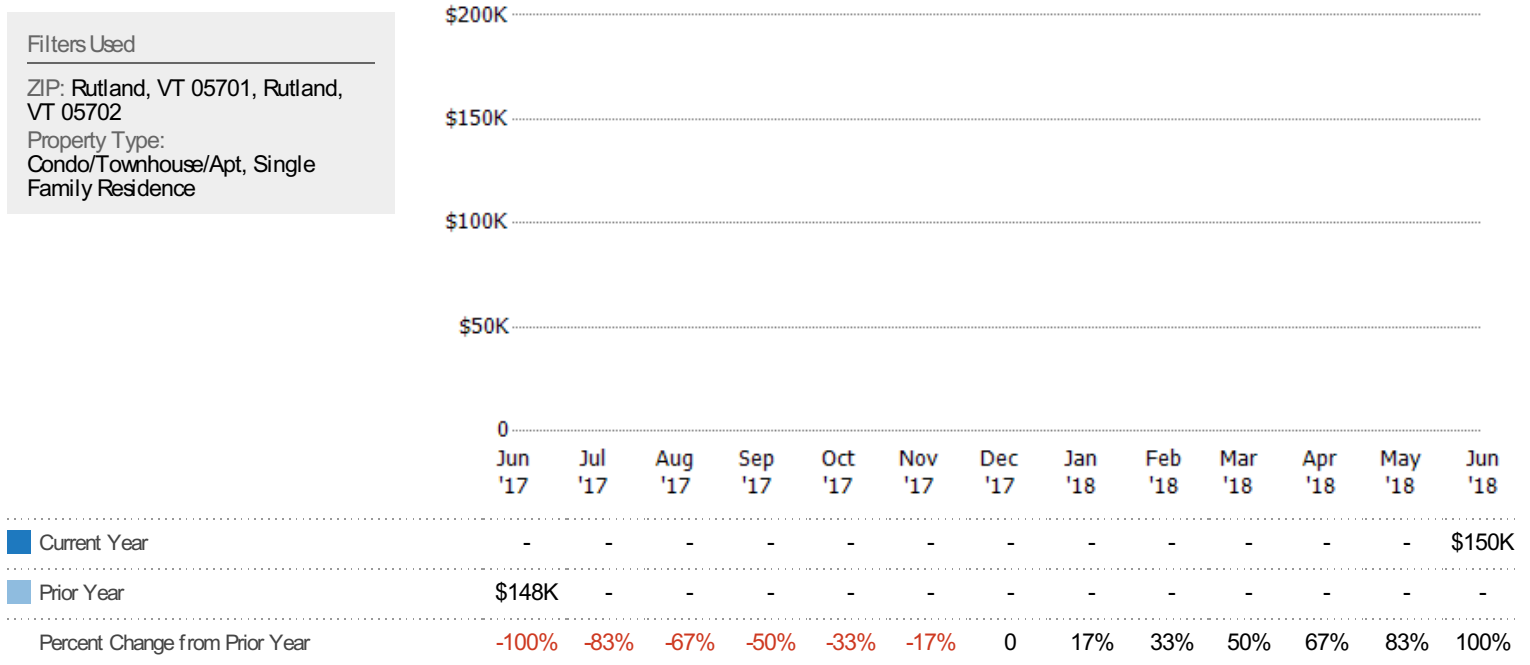 Filters Used
ZIP: Rutland, VT 05701, Rutland,
VT 05702
Property Type:
Condo/Townhouse/Apt, Single
Family Residence
$200K
$150K
$100K
$50K
0
Jun Jul Aug Sep Oct Nov Dec Jan Feb Mar Apr May Jun
'17 '17 '17 '17 '17 '17 '17 '18 '18 '18 '18 '18 '18
Current Year - - - - - - - - - - - - $150K
Prior Year $148K - - - - - - - - - - - -
Percent Change from Prior Year -100% -83% -67% -50% -33% -17% 0 17% 33% 50% 67% 83% 100%